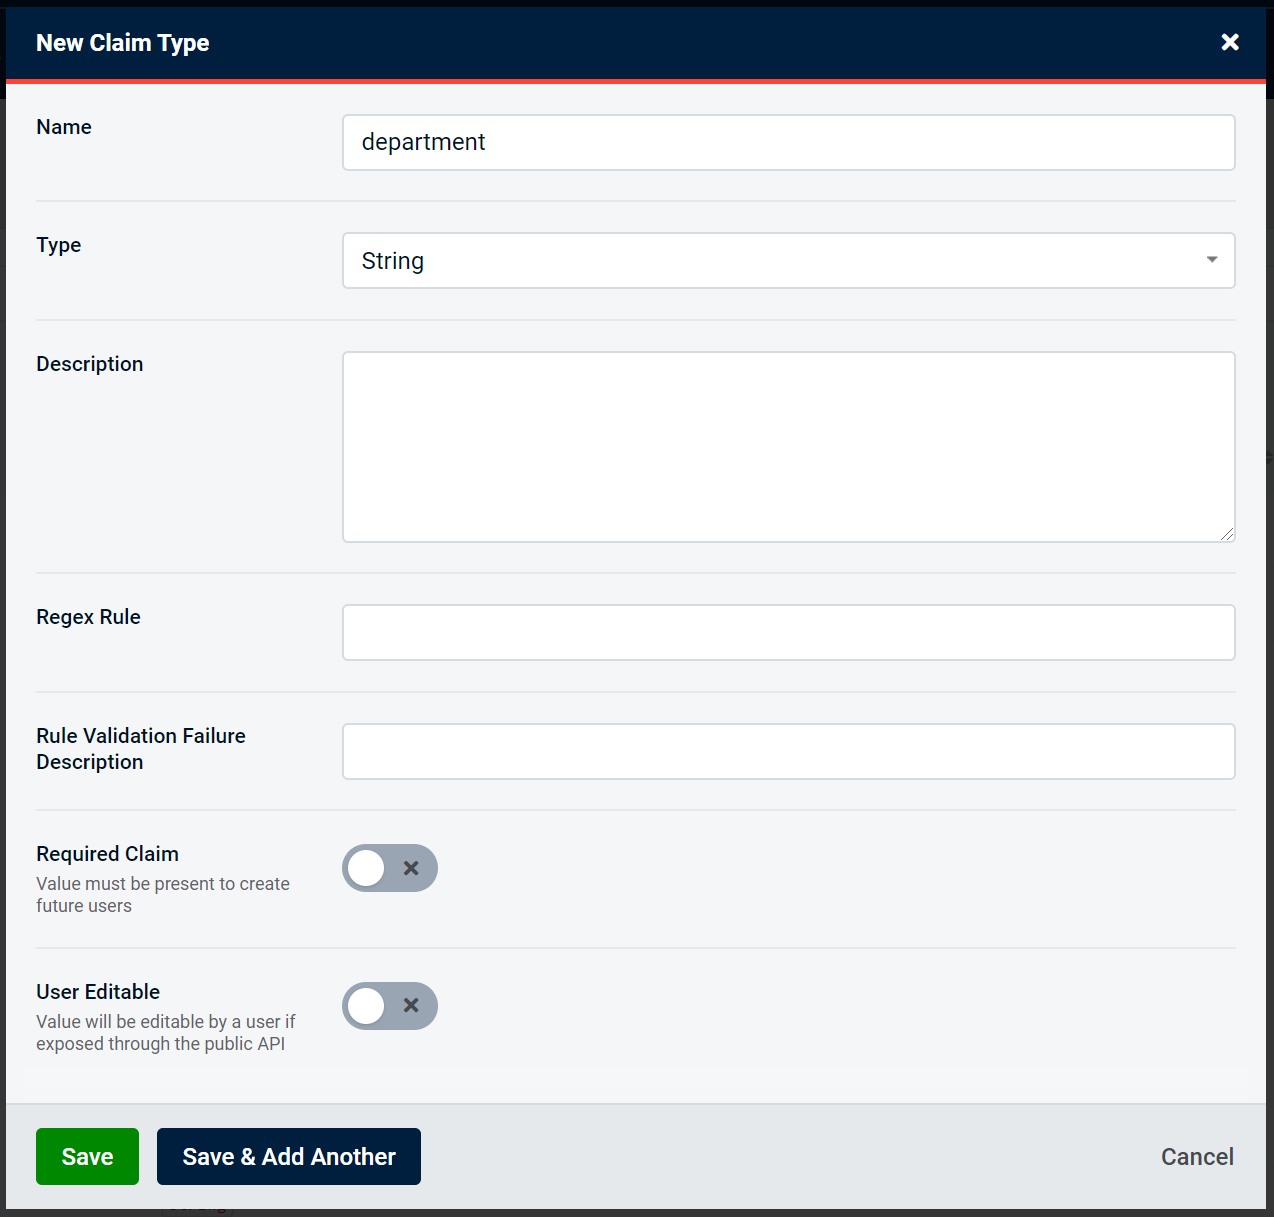 New Claim Type
Name
department
Type
String
Description
Regex Rule
Rule Validation Failure
Description
Required Claim
Value must be present to create
future users
User Editable
Value will be editable by a user if
exposed through the public API
Save
Save & Add Another
Cancel